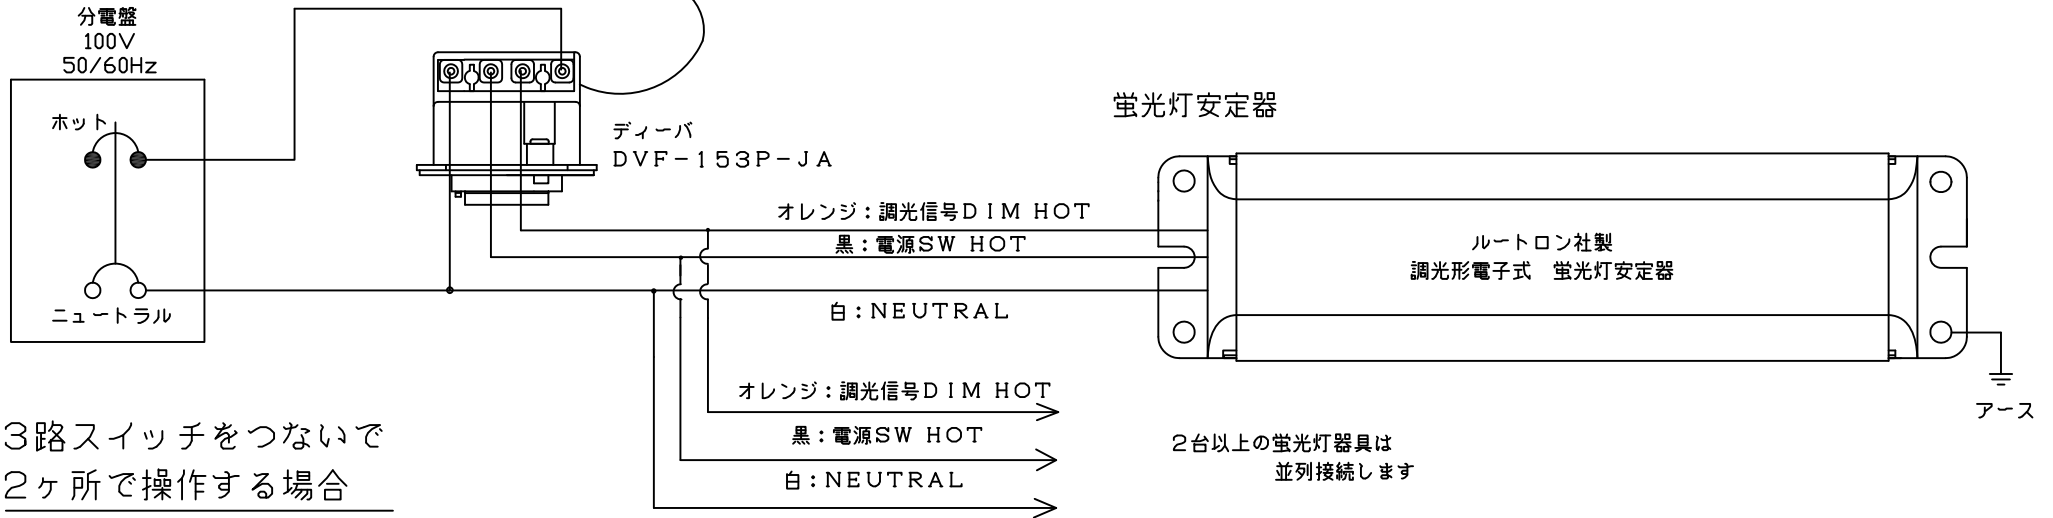 分電盤
100V
50/60Hz
ホット
ニュートラル
ディーバ
DVF-153P-JA
蛍光灯安定器
オレンジ：調光信号DIM HOT
黒：電源SW HOT
白：NEUTRAL
ルートロン社製
調光形電子式　蛍光灯安定器
アース
オレンジ：調光信号DIM HOT
黒：電源SW HOT
白：NEUTRAL
2台以上の蛍光灯器具は
並列接続します
3路スイッチをつないで
2ヶ所で操作する場合